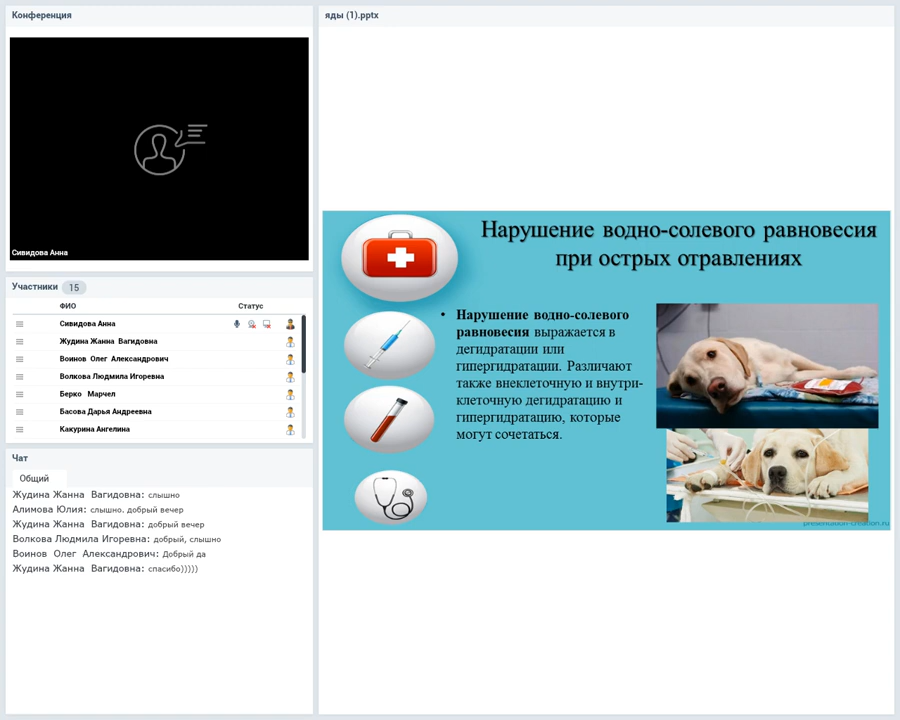 Конференция
Сивидова Анна
Участники 15
ФИО Статус
Сивидова Анна
Жудина Жанна Вагидовна
Воинов Олег Александрович
Волкова Людмила Игоревна
Берко Марчел
Басова Дарья Андреевна
Какурина Ангелина
Чат
Общий
Жудина Жанна Вагидовна: слышно
Алимова Юлия: слышно. добрый вечер
Жудина Жанна Вагидовна: добрый вечер
Волкова Людмила Игоревна: добрый, слышно
Воинов Олег Александрович: Добрый да
Жудина Жанна Вагидовна: спасибо)))))
яды (1).pptx
Нарушение водно-солевого равновесия
при острых отравлениях
• Нарушение водно-солевого
равновесия выражается в
дегидратации или
гипергидратации. Различают
также внеклеточную и внутри-
клеточную дегидратацию и
гипергидратацию, которые
могут сочетаться.
presentation-creation.ru